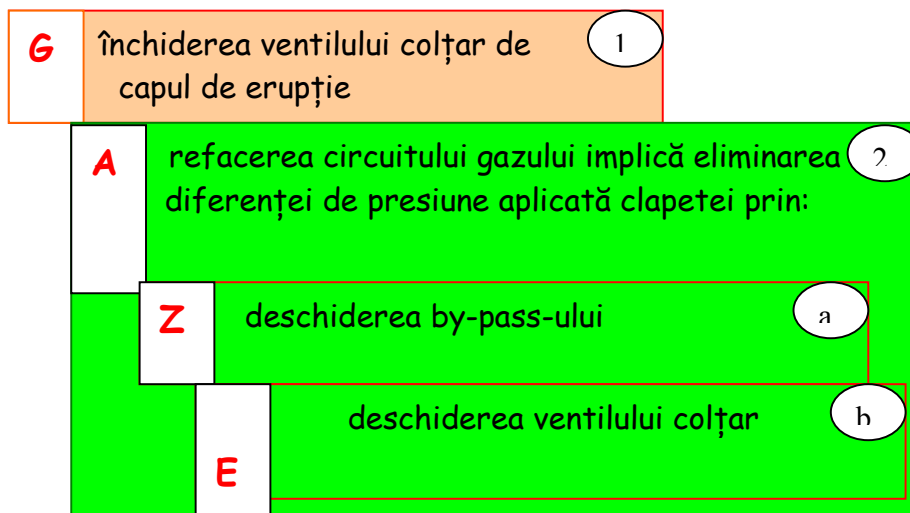 G închiderea ventilului colțar de 1
capul de erupție
A refacerea circuitului gazului implică eliminarea 2
diferenței de presiune aplicată clapetei prin:
Z deschiderea by-pass-ului a
deschiderea ventilului colțar b
E